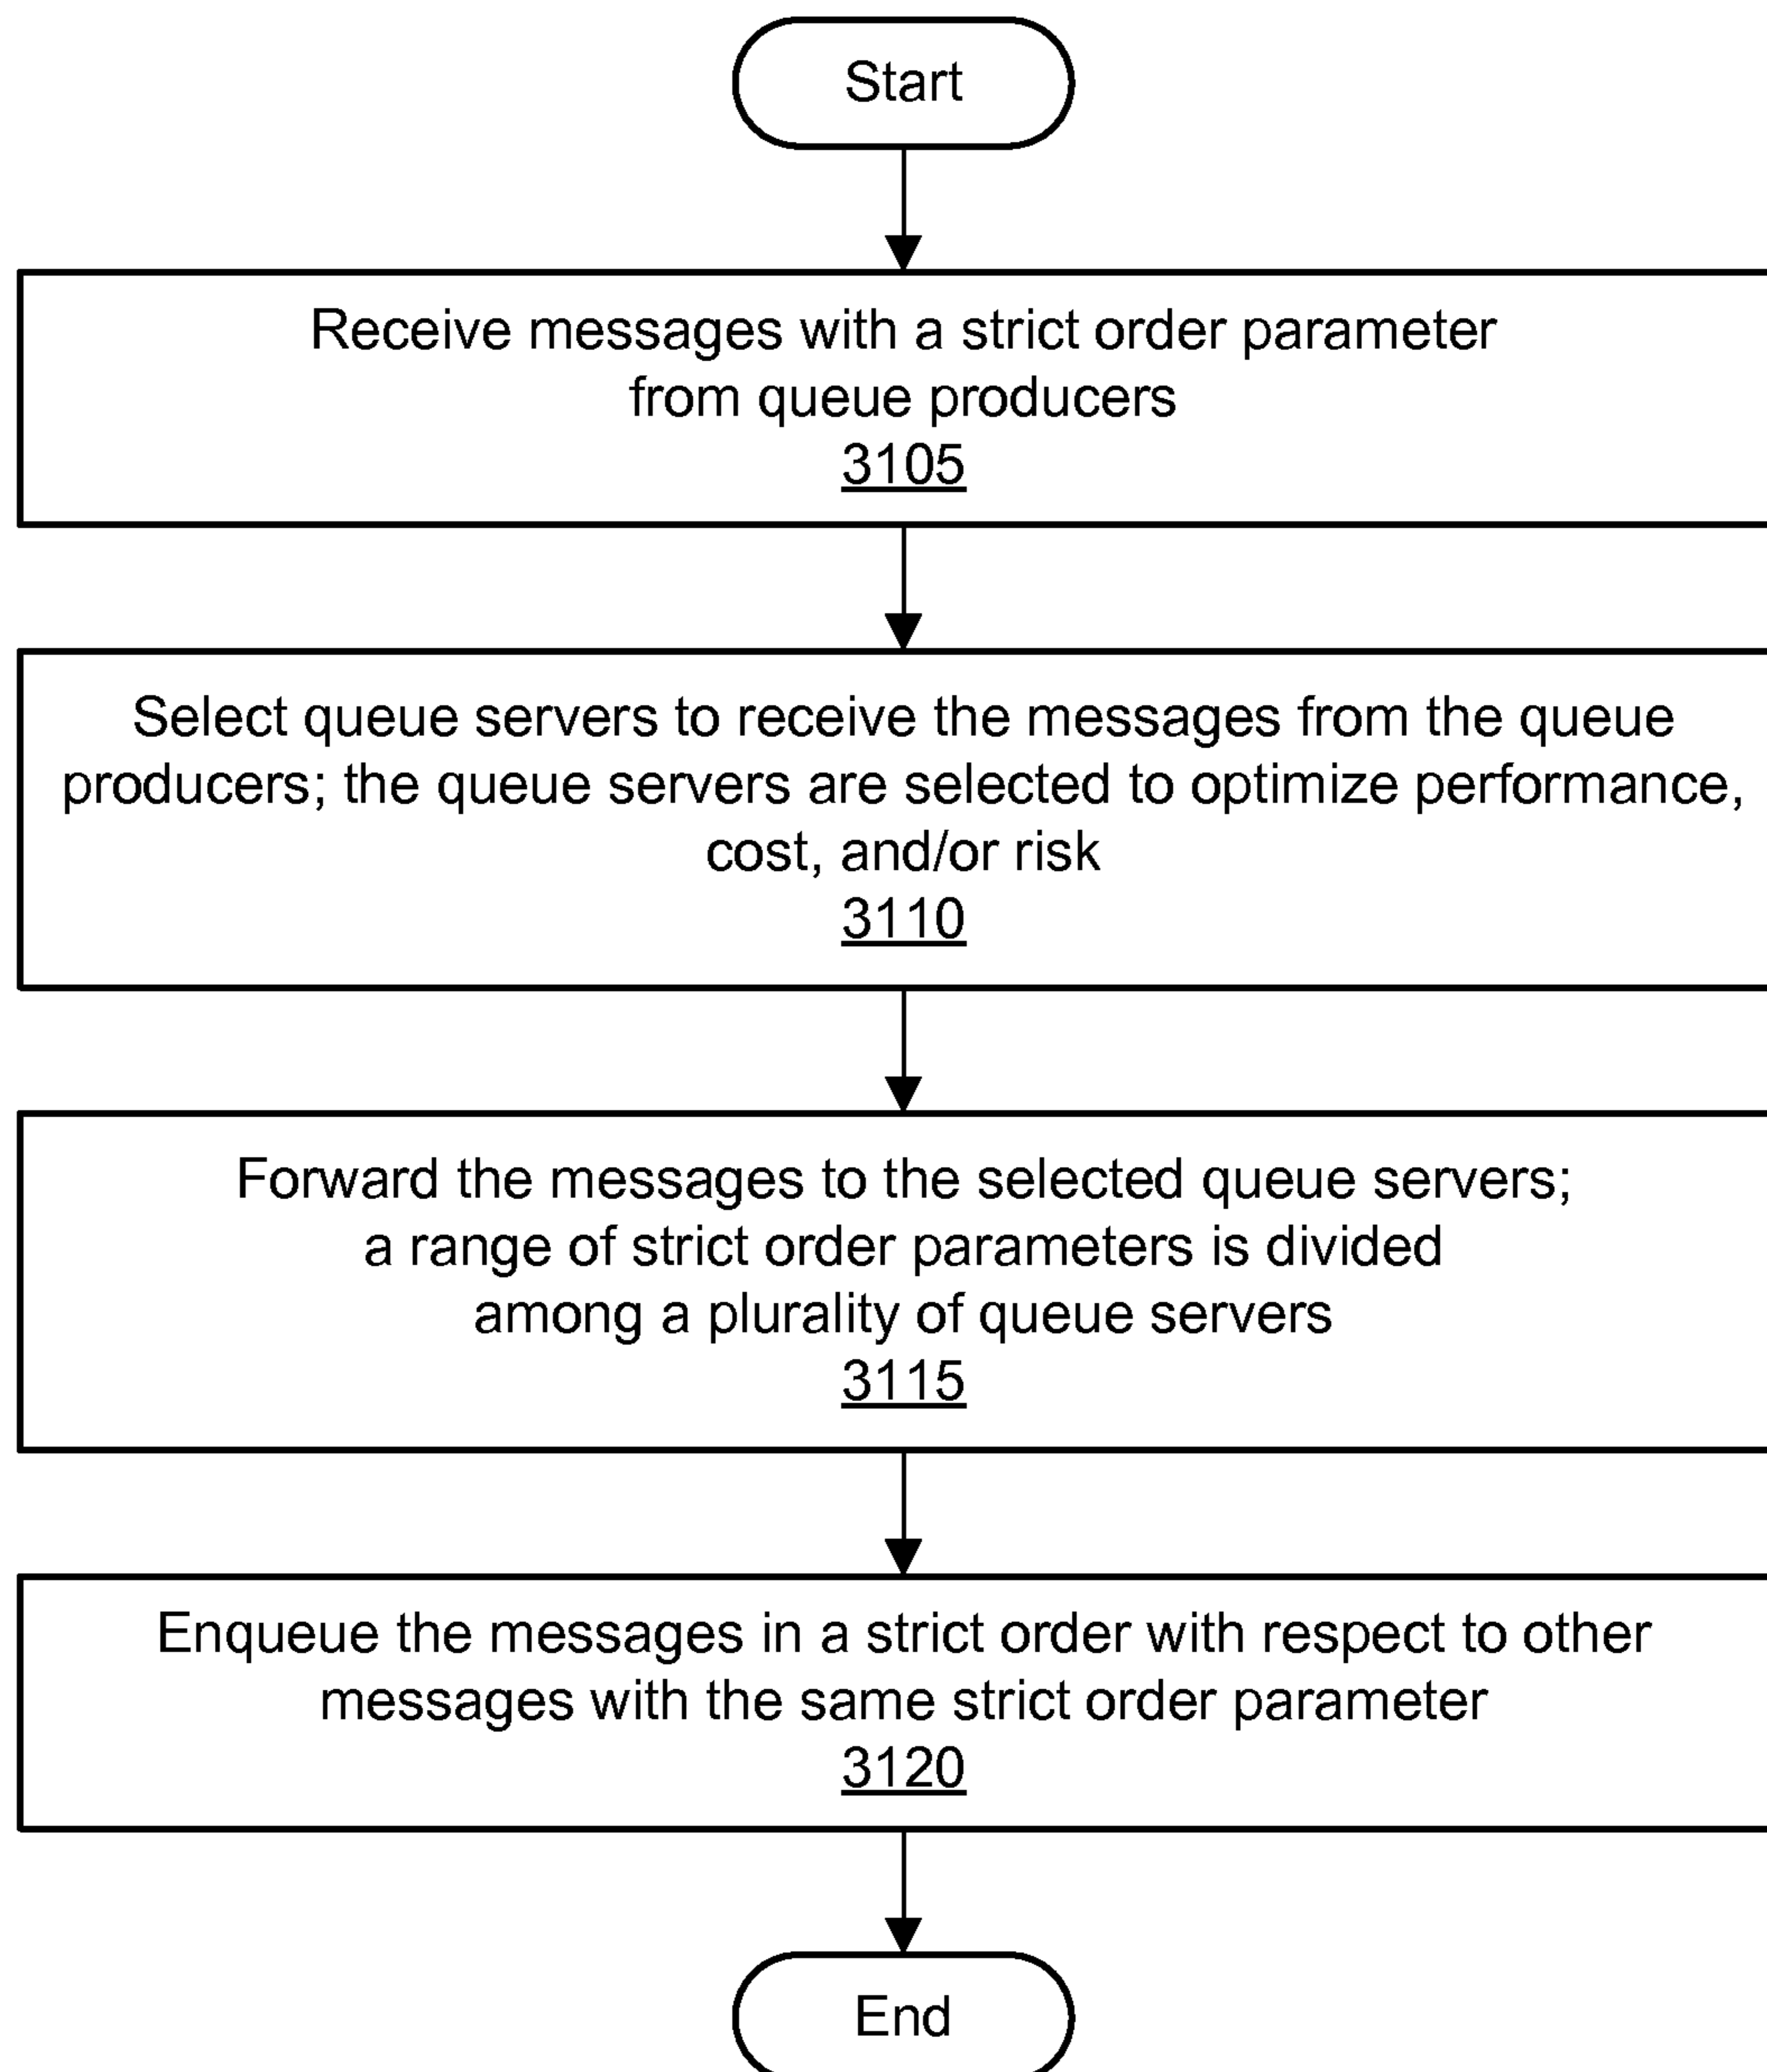 Start
Receive messages with a strict order parameter
from queue producers
3105
Select queue servers to receive the messages from the queue
producers; the queue servers are selected to optimize performance,
cost, and/or risk
3110
Forward the messages to the selected queue servers;
a range of strict order parameters is divided
among a plurality of queue servers
3115
Enqueue the messages in a strict order with respect to other
messages with the same strict order parameter
3120
End